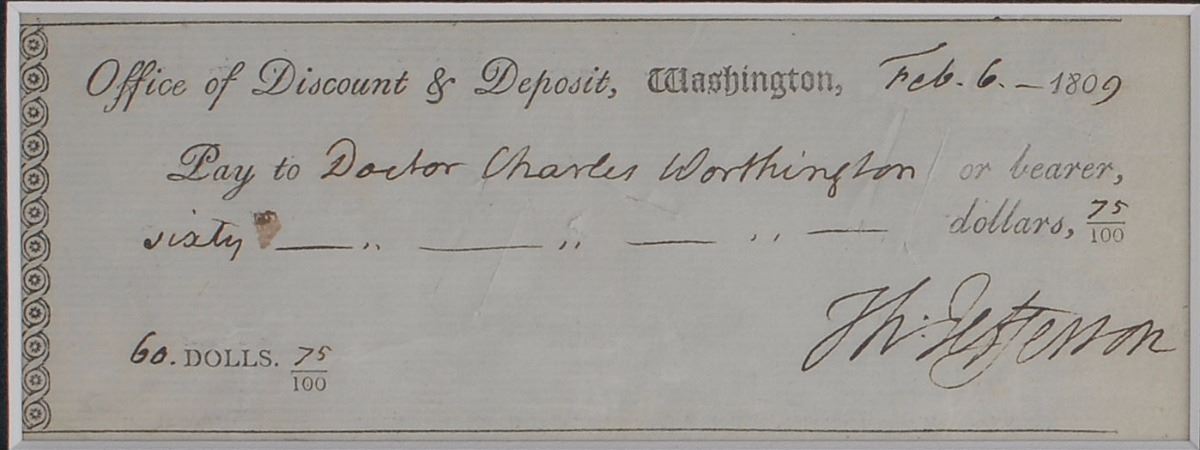 Office of Discount & Deposit, Washington, Feb. 6. — 1809
Pay to Doctor Charles Worthington or bearer,
sixty — „ — „ — „ — dollars, 75/100
Th: Jefferson
60. DOLLS. 75/100